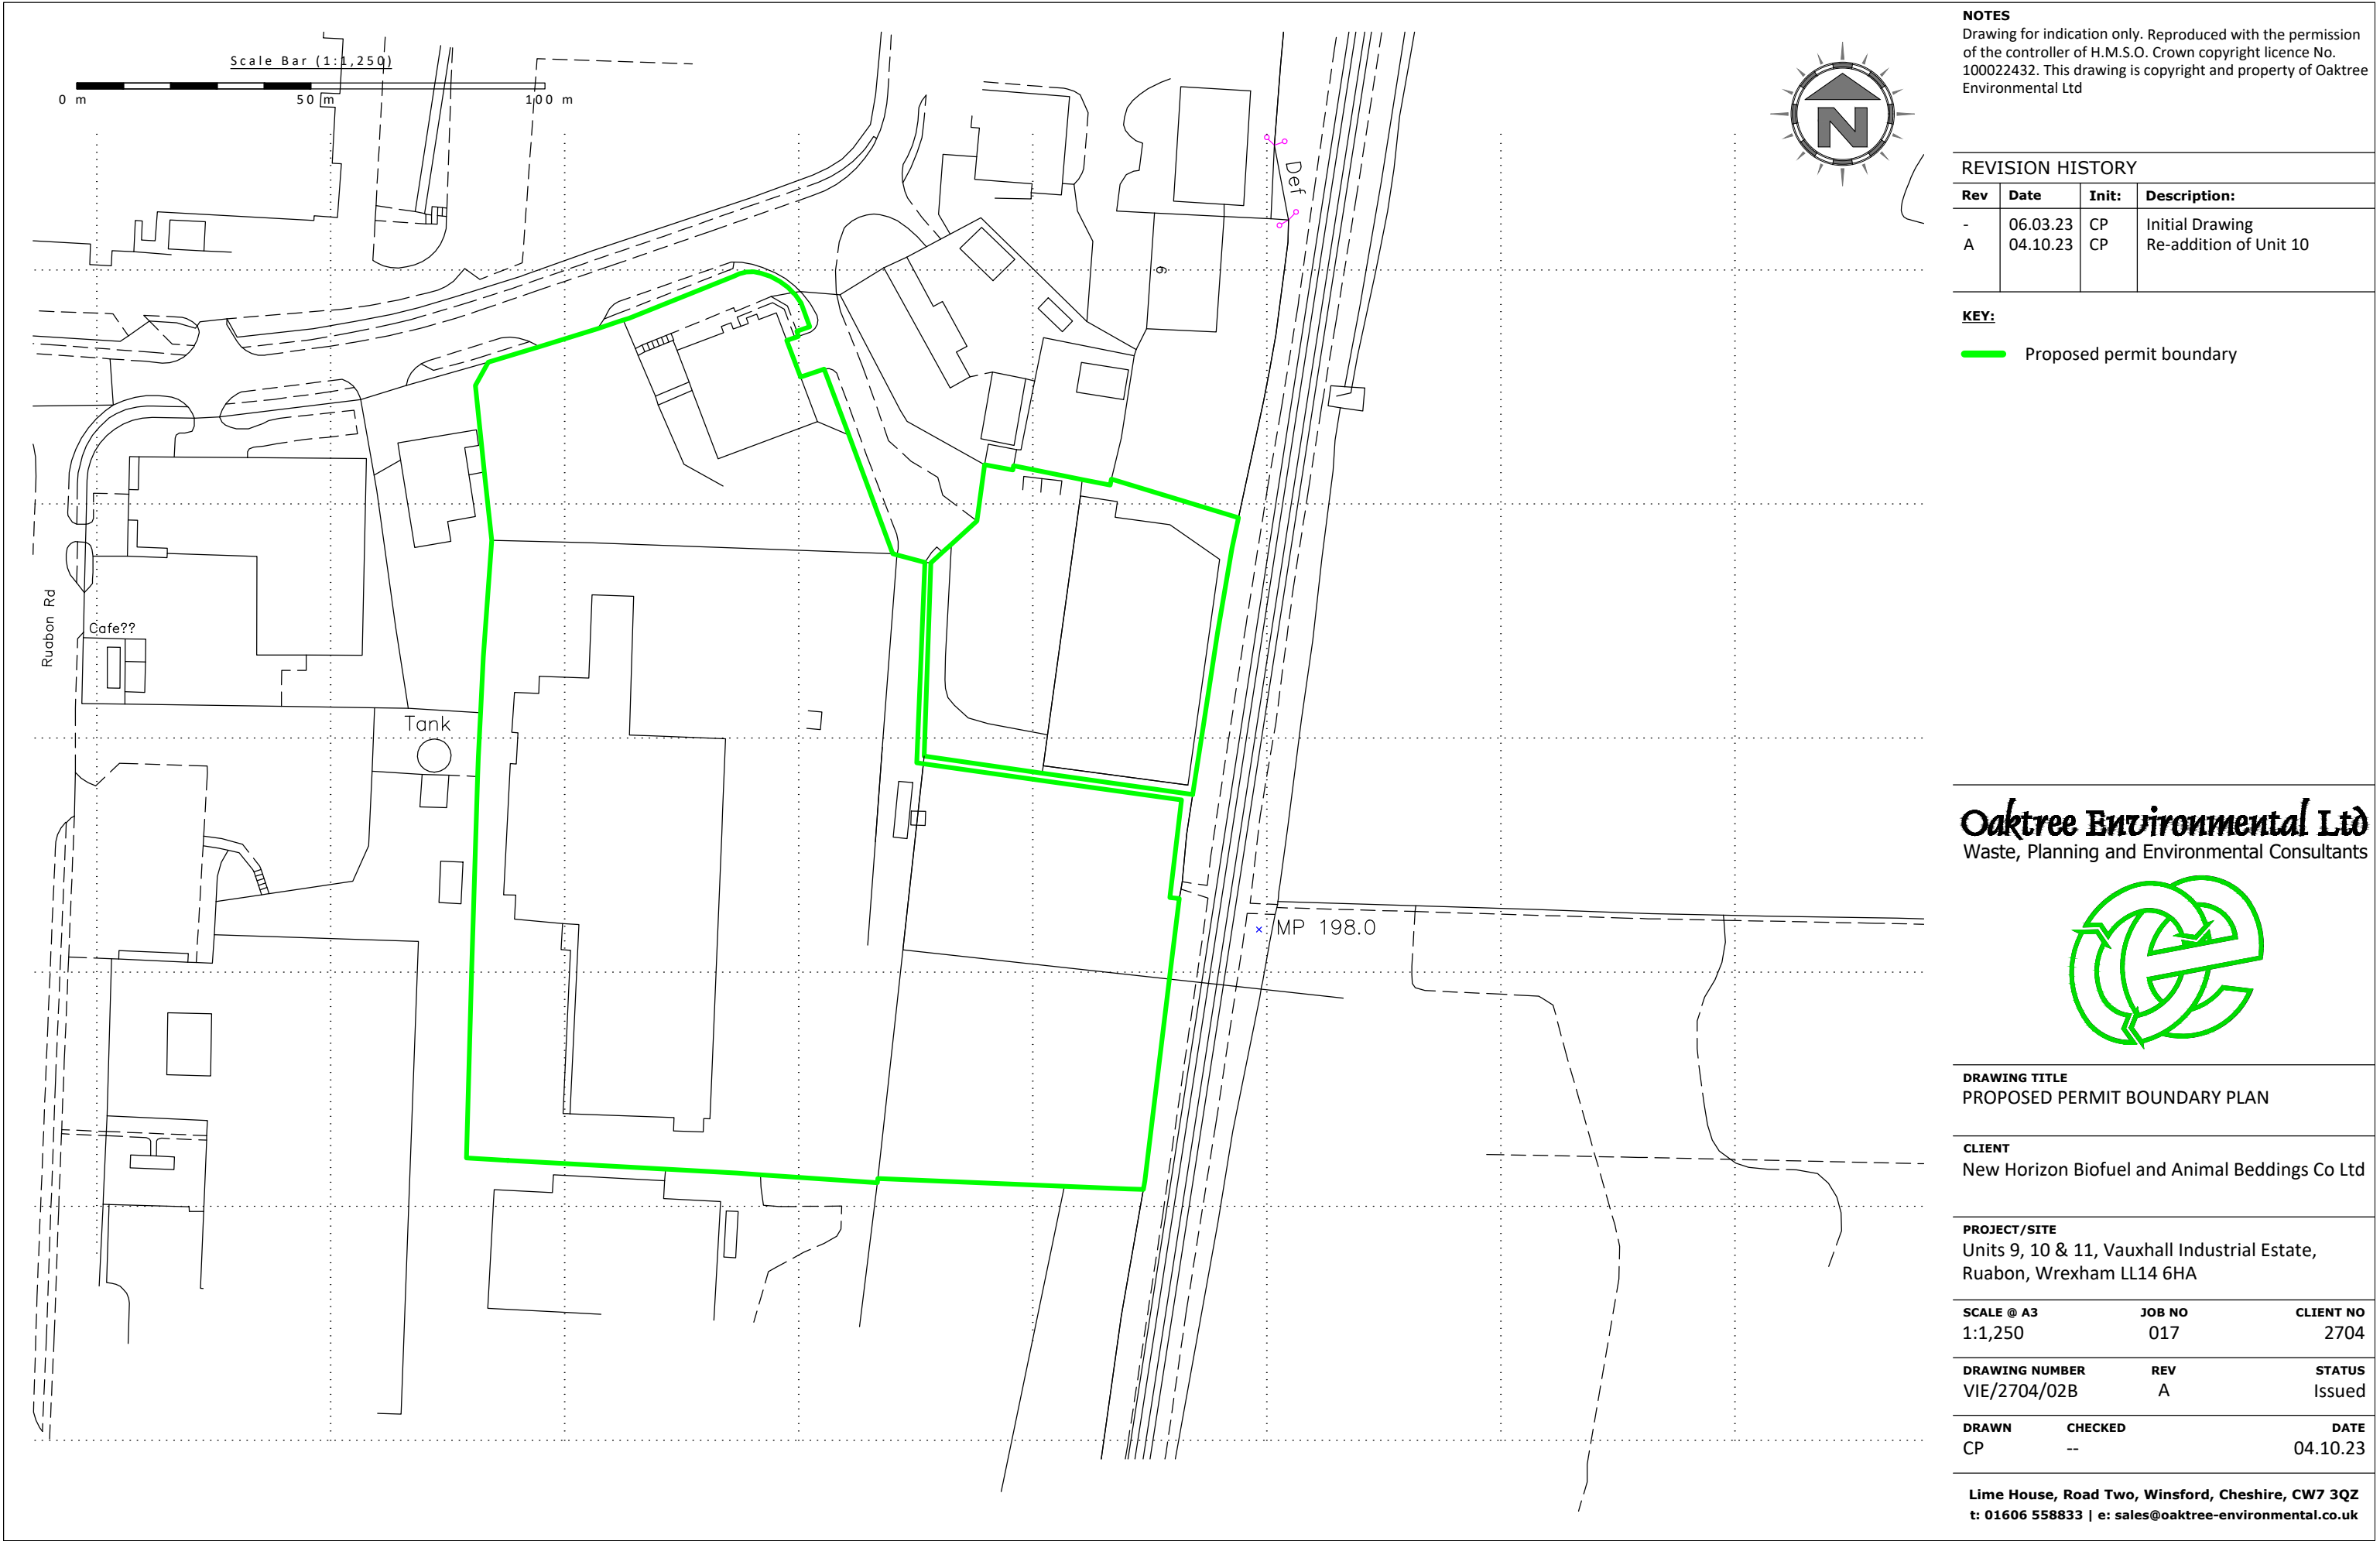 Scale Bar (1:1,250)
0 m 50 m 100 m
Def
6
Ruabon Rd
Cafe??
Tank
MP 198.0
N
NOTES
Drawing for indication only. Reproduced with the permission
of the controller of H.M.S.O. Crown copyright licence No.
100022432. This drawing is copyright and property of Oaktree
Environmental Ltd
REVISION HISTORY
Rev Date Init: Description:
- 06.03.23 CP Initial Drawing
A 04.10.23 CP Re-addition of Unit 10
KEY:
Proposed permit boundary
Oaktree Environmental Ltd
Waste, Planning and Environmental Consultants
DRAWING TITLE
PROPOSED PERMIT BOUNDARY PLAN
CLIENT
New Horizon Biofuel and Animal Beddings Co Ltd
PROJECT/SITE
Units 9, 10 & 11, Vauxhall Industrial Estate,
Ruabon, Wrexham LL14 6HA
SCALE @ A3 JOB NO CLIENT NO
1:1,250 017 2704
DRAWING NUMBER REV STATUS
VIE/2704/02B A Issued
DRAWN CHECKED DATE
CP -- 04.10.23
Lime House, Road Two, Winsford, Cheshire, CW7 3QZ
t: 01606 558833 | e: sales@oaktree-environmental.co.uk